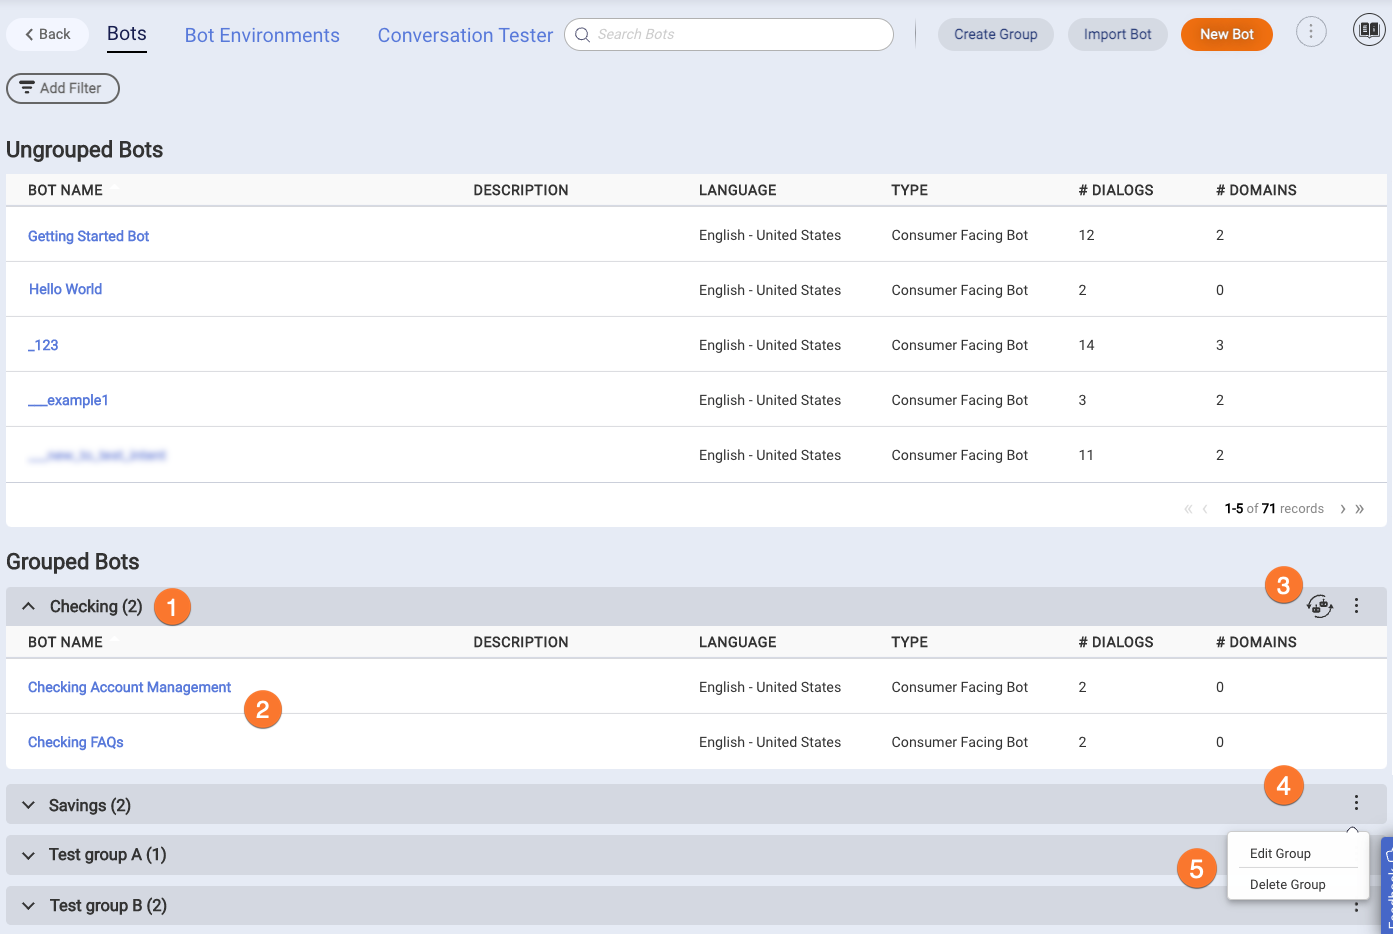 Back Bots Bot Environments Conversation Tester Search Bots Create Group Import Bot New Bot
Add Filter
Ungrouped Bots
BOT NAME DESCRIPTION LANGUAGE TYPE # DIALOGS # DOMAINS
Getting Started Bot English - United States Consumer Facing Bot 12 2
Hello World English - United States Consumer Facing Bot 2 0
_123 English - United States Consumer Facing Bot 14 3
___example1 English - United States Consumer Facing Bot 3 2
English - United States Consumer Facing Bot 11 2
« ‹ 1-5 of 71 records › »
Grouped Bots
Checking (2) 1 3
BOT NAME DESCRIPTION LANGUAGE TYPE # DIALOGS # DOMAINS
Checking Account Management English - United States Consumer Facing Bot 2 0
2
Checking FAQs English - United States Consumer Facing Bot 2 0
4
Savings (2)
Test group A (1) Edit Group
5
Delete Group
Test group B (2)